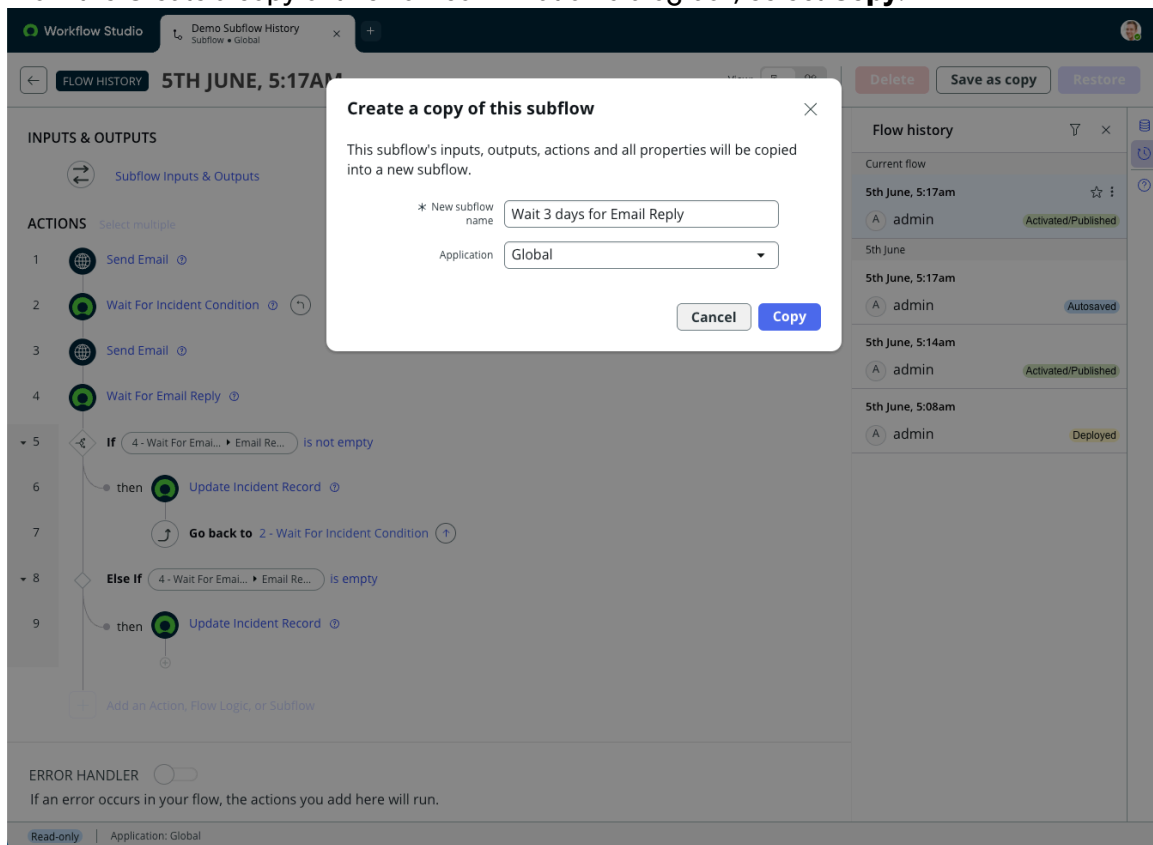 Workflow Studio
Demo Subflow History
Subflow • Global
FLOW HISTORY
5TH JUNE, 5:17AM
Delete
Save as copy
Restore
INPUTS & OUTPUTS
Subflow Inputs & Outputs
ACTIONS Select multiple
1 Send Email
2 Wait For Incident Condition
3 Send Email
4 Wait For Email Reply
5 If 4 - Wait For Emai... ▸ Email Re... is not empty
6 then Update Incident Record
7 Go back to 2 - Wait For Incident Condition
8 Else If 4 - Wait For Emai... ▸ Email Re... is empty
9 then Update Incident Record
Add an Action, Flow Logic, or Subflow
ERROR HANDLER
If an error occurs in your flow, the actions you add here will run.
Read-only | Application: Global
Create a copy of this subflow
This subflow's inputs, outputs, actions and all properties will be copied
into a new subflow.
* New subflow
name
Wait 3 days for Email Reply
Application Global
Cancel
Copy
Flow history
Current flow
5th June, 5:17am
A admin Activated/Published
5th June
5th June, 5:17am
A admin Autosaved
5th June, 5:14am
A admin Activated/Published
5th June, 5:08am
A admin Deployed